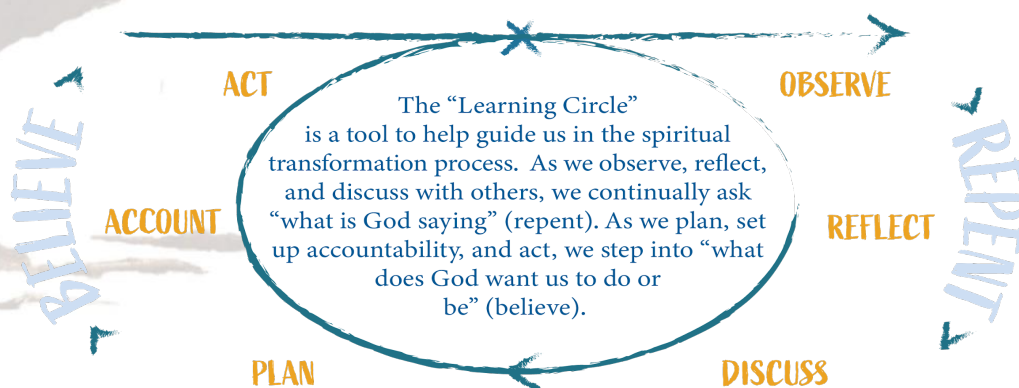 ACT
OBSERVE
The “Learning Circle”
is a tool to help guide us in the spiritual
transformation process. As we observe, reflect,
and discuss with others, we continually ask
“what is God saying” (repent). As we plan, set
up accountability, and act, we step into “what
does God want us to do or
be” (believe).
BELIEVE
ACCOUNT
REFLECT
REPENT
PLAN
DISCUSS